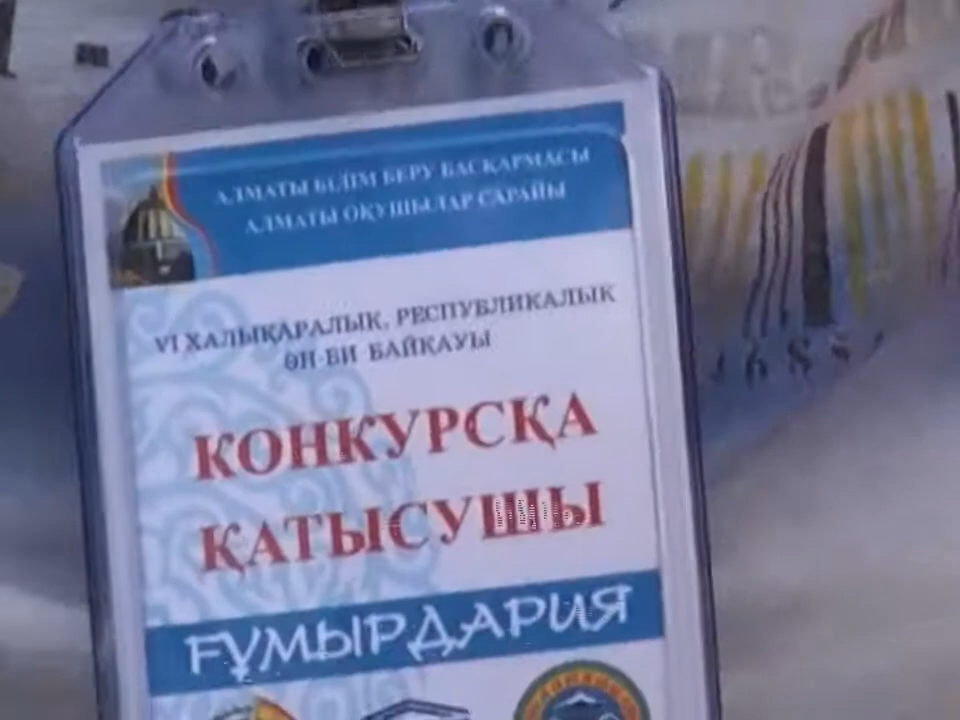 АЛМАТЫ БІЛІМ БЕРУ БАСҚАРМАСЫ
АЛМАТЫ ОҚУШЫЛАР САРАЙЫ
VI ХАЛЫҚАРАЛЫҚ, РЕСПУБЛИКАЛЫҚ
ӘН-БИ БАЙҚАУЫ
КОНКУРСҚА
ҚАТЫСУШЫ
ҒҰМЫРДАРИЯ